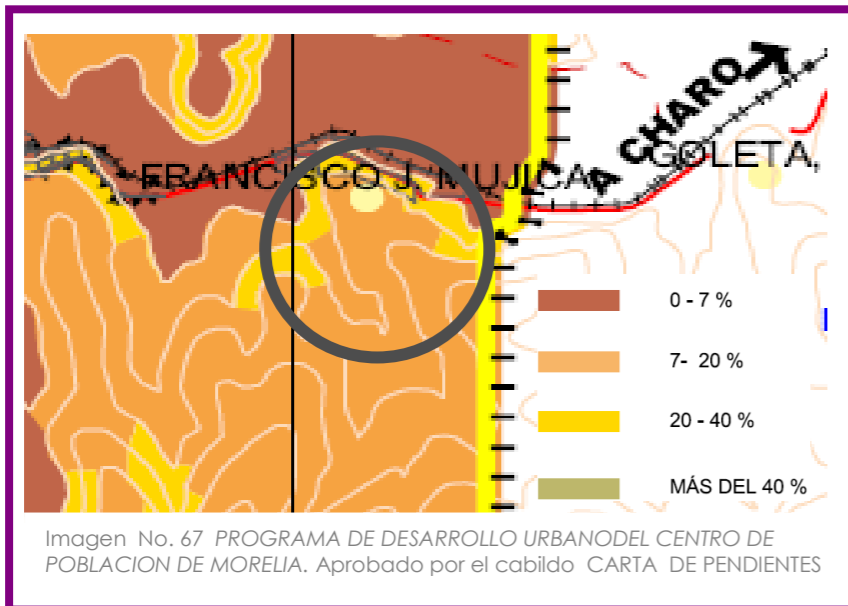 A CHARO
FRANCISCO J. MUJICA
GOLETA,
0 - 7 %
7- 20 %
20 - 40 %
MÁS DEL 40 %
Imagen No. 67 PROGRAMA DE DESARROLLO URBANODEL CENTRO DE
POBLACION DE MORELIA. Aprobado por el cabildo CARTA DE PENDIENTES